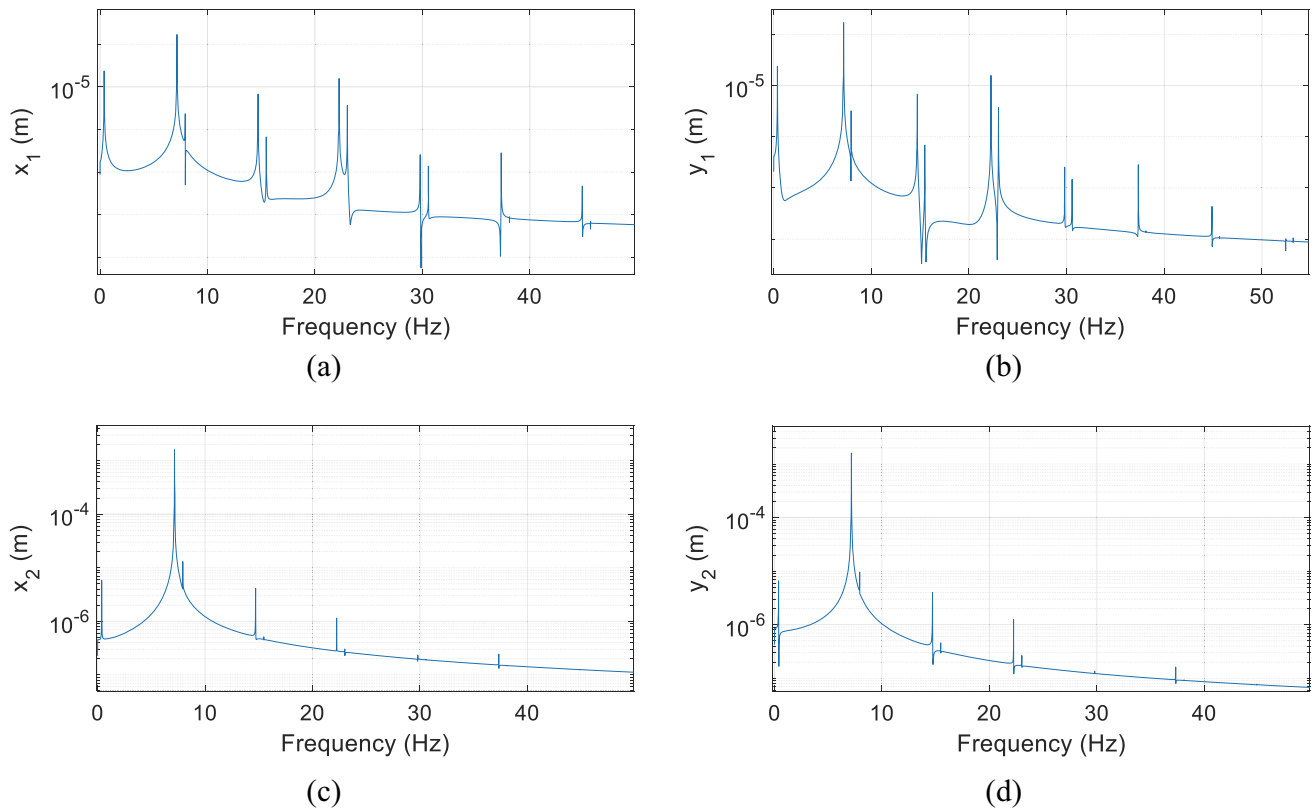 x₁ (m)
10⁻⁵
0 10 20 30 40
Frequency (Hz)
(a)
y₁ (m)
10⁻⁵
0 10 20 30 40 50
Frequency (Hz)
(b)
x₂ (m)
10⁻⁴
10⁻⁶
0 10 20 30 40
Frequency (Hz)
(c)
y₂ (m)
10⁻⁴
10⁻⁶
0 10 20 30 40
Frequency (Hz)
(d)